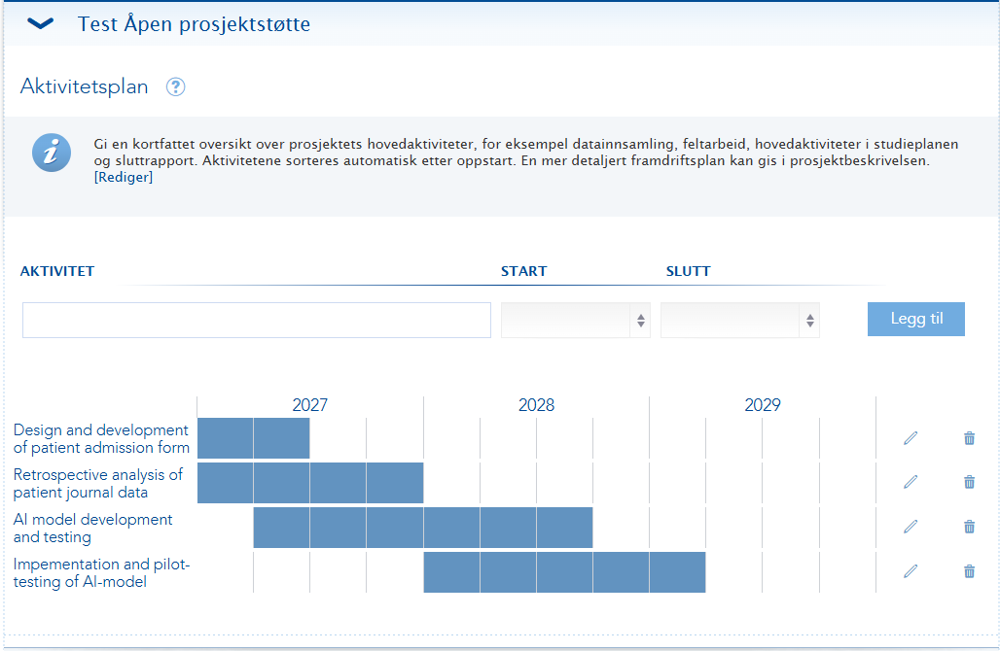 Test Åpen prosjektstøtte
Aktivitetsplan ?
i
Gi en kortfattet oversikt over prosjektets hovedaktiviteter, for eksempel datainnsamling, feltarbeid, hovedaktiviteter i studieplanen
og sluttrapport. Aktivitetene sorteres automatisk etter oppstart. En mer detaljert framdriftsplan kan gis i prosjektbeskrivelsen.
[Rediger]
AKTIVITET START SLUTT
Legg til
2027 2028 2029
Design and development
of patient admission form
Retrospective analysis of
patient journal data
AI model development
and testing
Impementation and pilot-
testing of AI-model